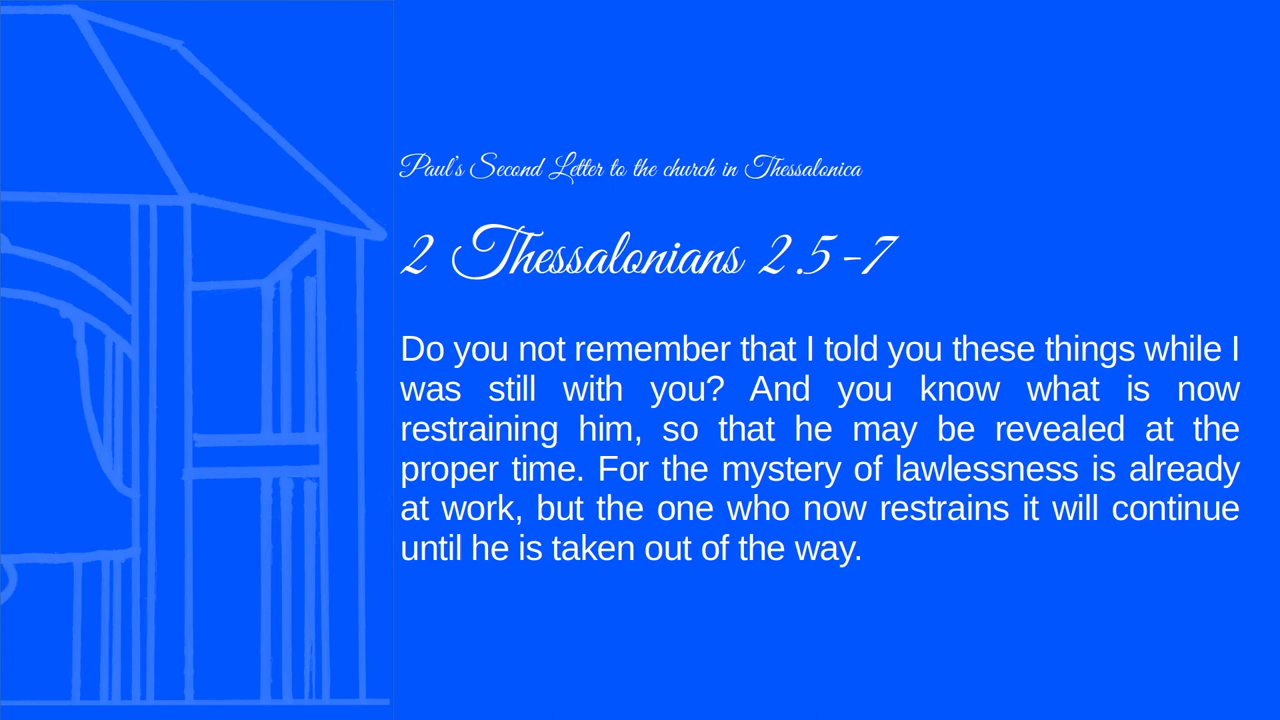 Paul's Second Letter to the church in Thessalonica
2 Thessalonians 2.5-7
Do you not remember that I told you these things while I
was still with you? And you know what is now
restraining him, so that he may be revealed at the
proper time. For the mystery of lawlessness is already
at work, but the one who now restrains it will continue
until he is taken out of the way.